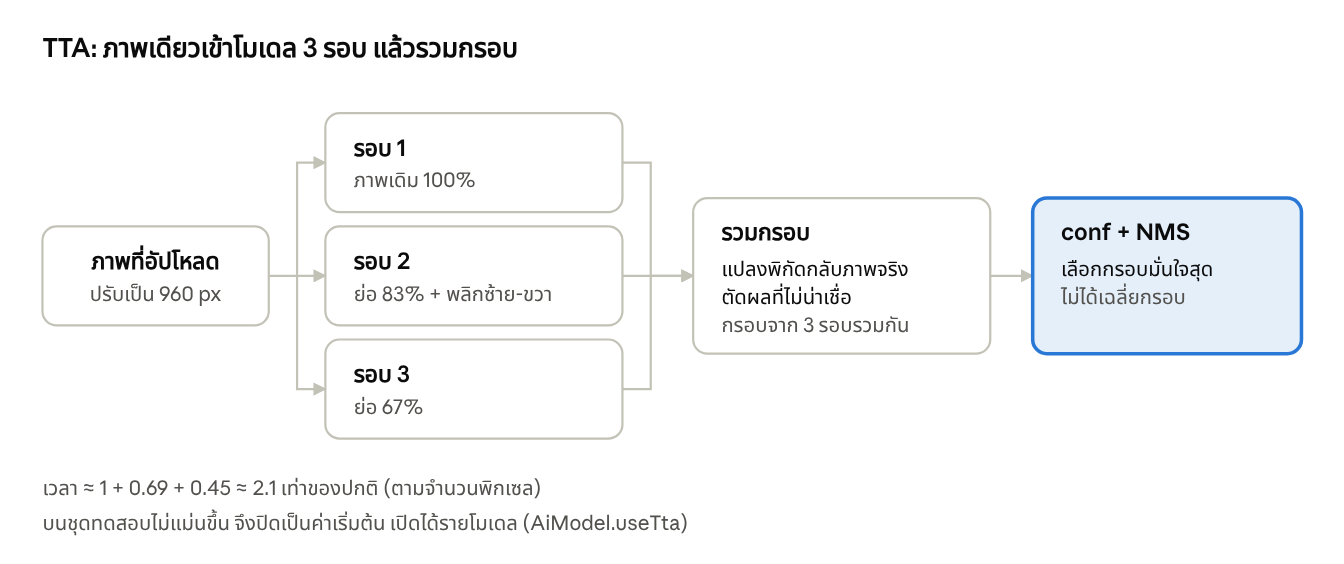 TTA: ภาพเดียวเข้าโมเดล 3 รอบ แล้วรวมกรอบ
ภาพที่อัปโหลด
ปรับเป็น 960 px
รอบ 1
ภาพเดิม 100%
รอบ 2
ย่อ 83% + พลิกซ้าย-ขวา
รอบ 3
ย่อ 67%
รวมกรอบ
แปลงพิกัดกลับภาพจริง
ตัดผลที่ไม่น่าเชื่อ
กรอบจาก 3 รอบรวมกัน
conf + NMS
เลือกกรอบมั่นใจสุด
ไม่ได้เฉลี่ยกรอบ
เวลา ≈ 1 + 0.69 + 0.45 ≈ 2.1 เท่าของปกติ (ตามจำนวนพิกเซล)
บนชุดทดสอบไม่แม่นขึ้น จึงปิดเป็นค่าเริ่มต้น เปิดได้รายโมเดล (AiModel.useTta)